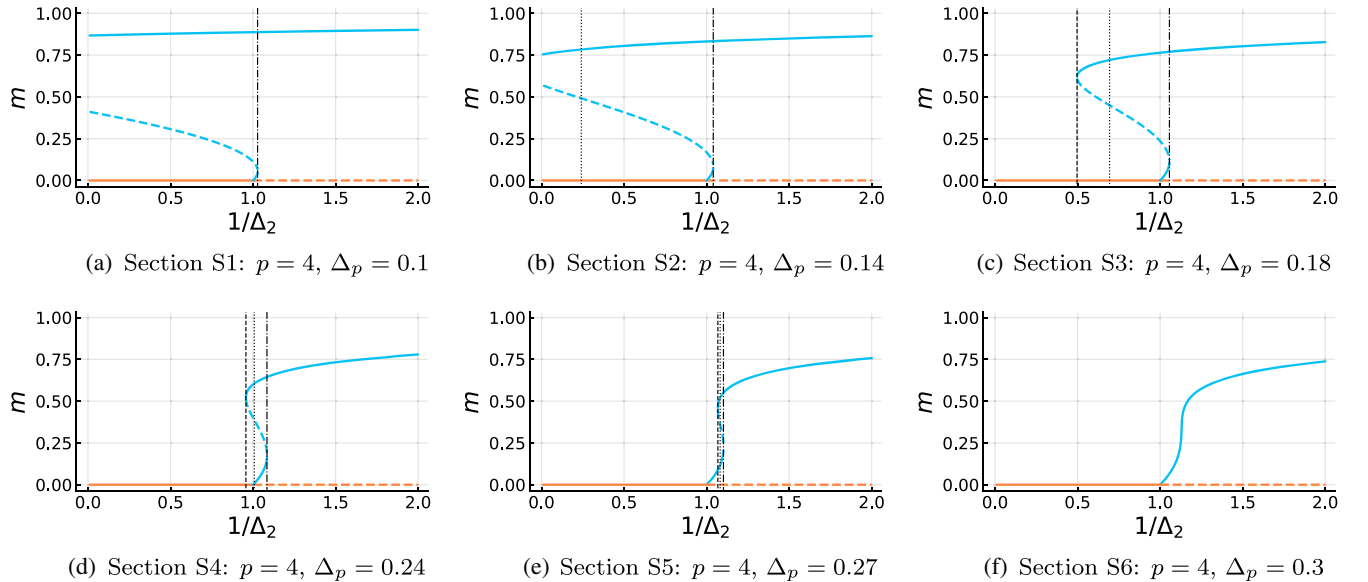 1.00
0.75
m
0.50
0.25
0.00
0.0 0.5 1.0 1.5 2.0
1/Δ₂
(a) Section S1: p = 4, Δₚ = 0.1
1.00
0.75
m
0.50
0.25
0.00
0.0 0.5 1.0 1.5 2.0
1/Δ₂
(b) Section S2: p = 4, Δₚ = 0.14
1.00
0.75
m
0.50
0.25
0.00
0.0 0.5 1.0 1.5 2.0
1/Δ₂
(c) Section S3: p = 4, Δₚ = 0.18
1.00
0.75
m
0.50
0.25
0.00
0.0 0.5 1.0 1.5 2.0
1/Δ₂
(d) Section S4: p = 4, Δₚ = 0.24
1.00
0.75
m
0.50
0.25
0.00
0.0 0.5 1.0 1.5 2.0
1/Δ₂
(e) Section S5: p = 4, Δₚ = 0.27
1.00
0.75
m
0.50
0.25
0.00
0.0 0.5 1.0 1.5 2.0
1/Δ₂
(f) Section S6: p = 4, Δₚ = 0.3